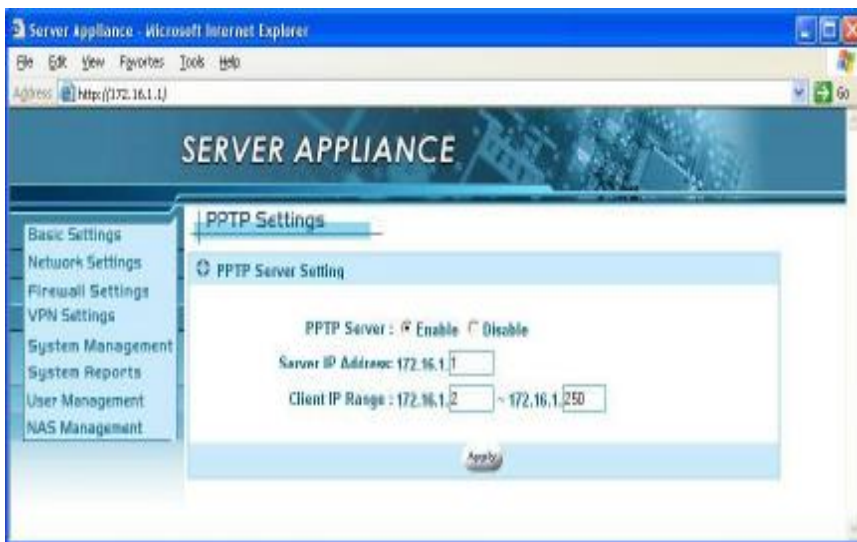 Server Appliance - Microsoft Internet Explorer
File Edit View Favorites Tools Help
Address http://172.16.1.1/ Go
SERVER APPLIANCE
PPTP Settings
Basic Settings
Network Settings
Firewall Settings
VPN Settings
System Management
System Reports
User Management
NAS Management
PPTP Server Setting
PPTP Server : Enable Disable
Server IP Address: 172.16.1. 1
Client IP Range : 172.16.1. 2 ~ 172.16.1. 250
Apply